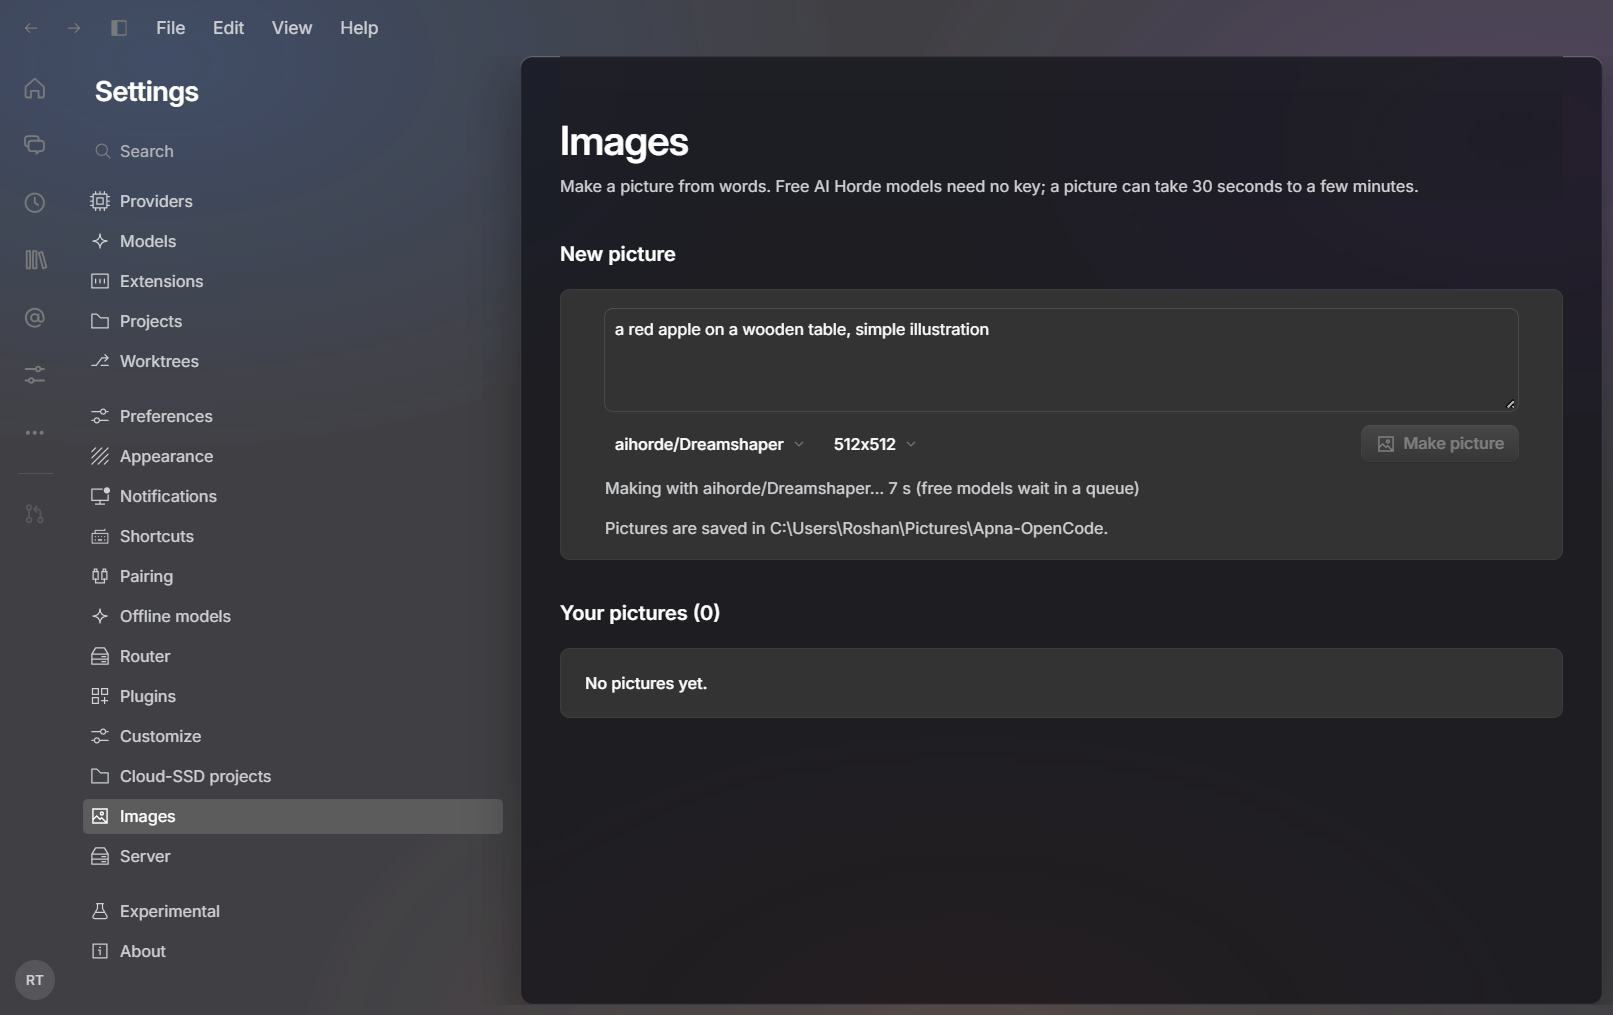 File Edit View Help
Settings
Search
Providers
Models
Extensions
Projects
Worktrees
Preferences
Appearance
Notifications
Shortcuts
Pairing
Offline models
Router
Plugins
Customize
Cloud-SSD projects
Images
Server
Experimental
About
RT
Images
Make a picture from words. Free AI Horde models need no key; a picture can take 30 seconds to a few minutes.
New picture
a red apple on a wooden table, simple illustration
aihorde/Dreamshaper 512x512 Make picture
Making with aihorde/Dreamshaper... 7 s (free models wait in a queue)
Pictures are saved in C:\Users\Roshan\Pictures\Apna-OpenCode.
Your pictures (0)
No pictures yet.